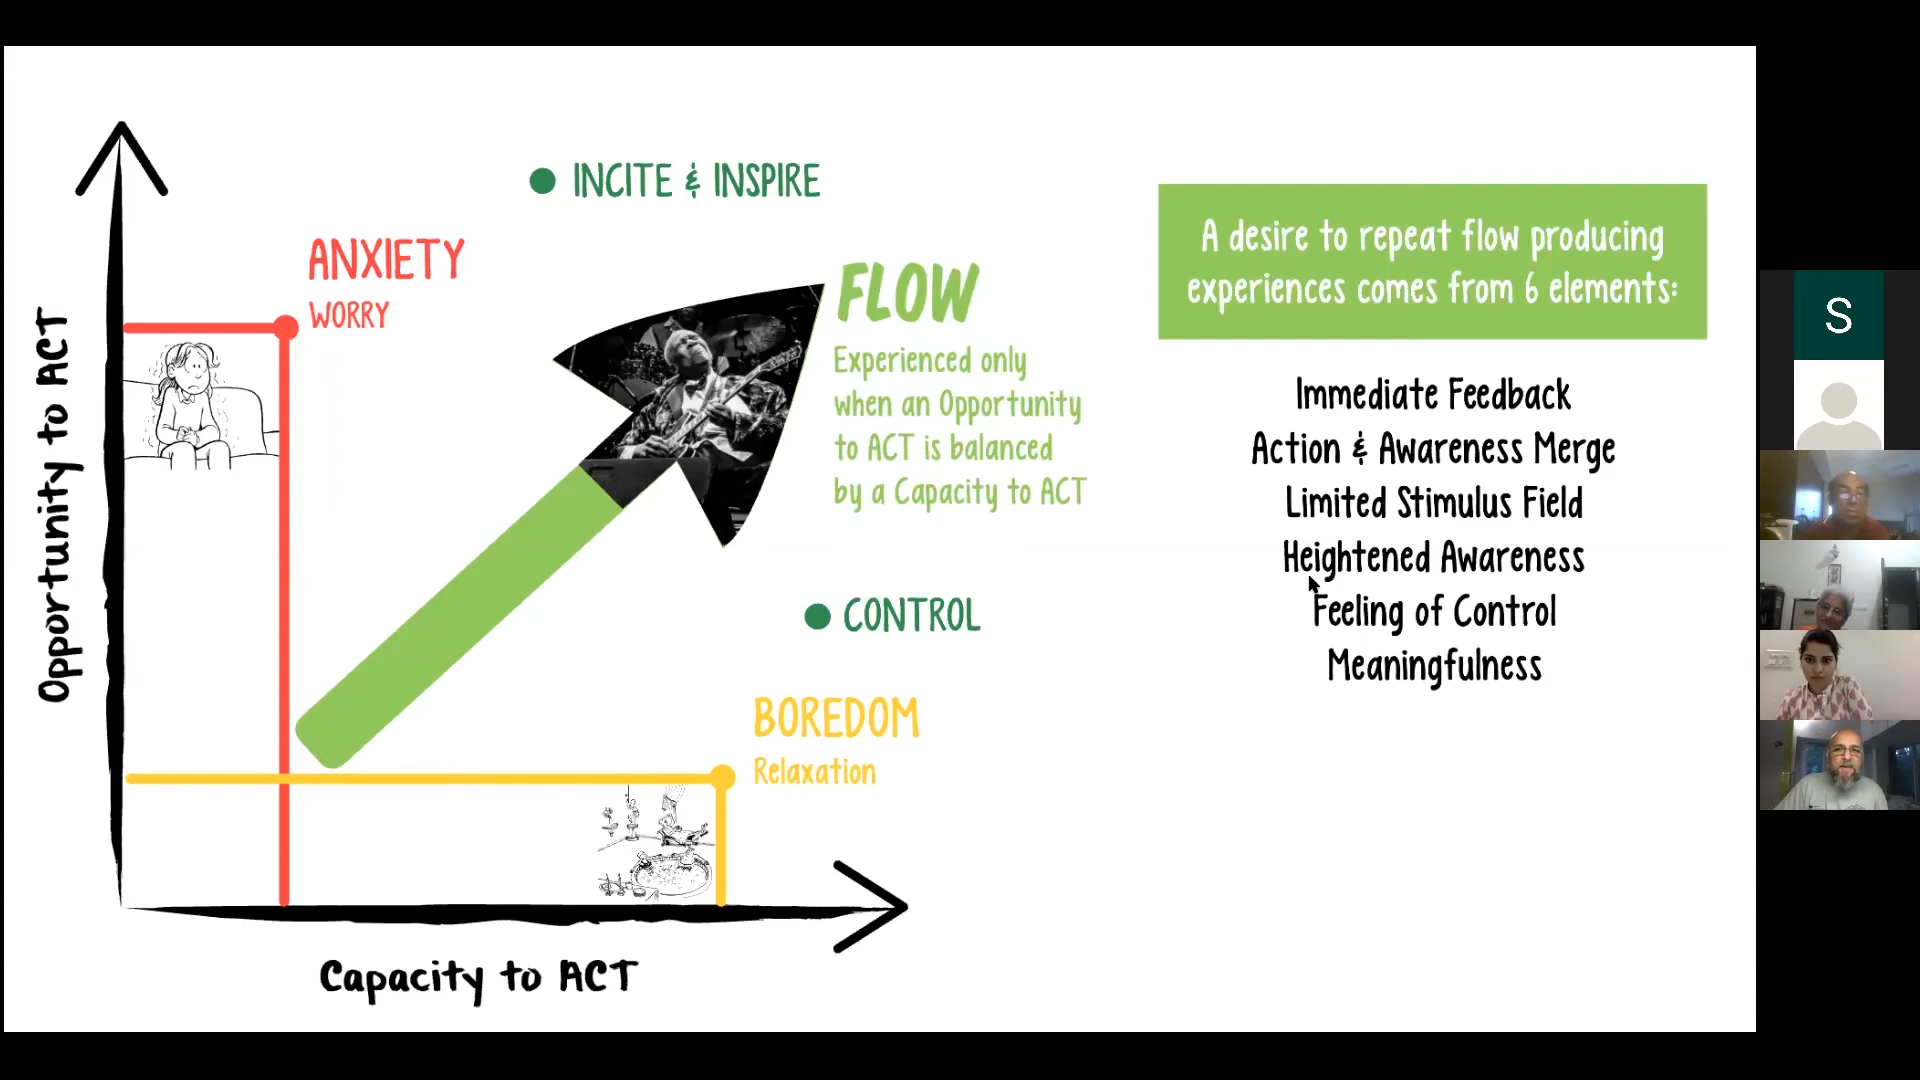 INCITE & INSPIRE
ANXIETY
WORRY
FLOW
Experienced only
when an Opportunity
to ACT is balanced
by a Capacity to ACT
CONTROL
BOREDOM
Relaxation
Opportunity to ACT
Capacity to ACT
A desire to repeat flow producing
experiences comes from 6 elements:
Immediate Feedback
Action & Awareness Merge
Limited Stimulus Field
Heightened Awareness
Feeling of Control
Meaningfulness
S